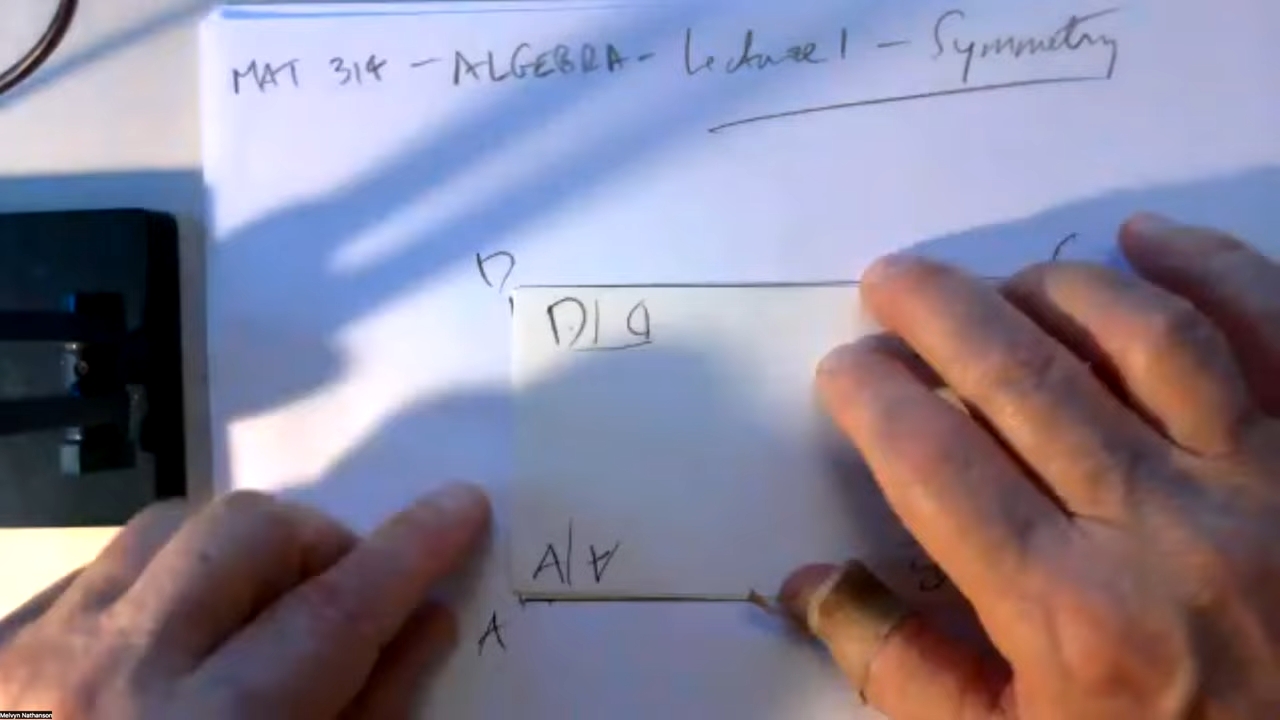 MAT 314 - ALGEBRA - Lecture 1 - Symmetry
D C
D | D
A | A
A
Melvyn Nathanson